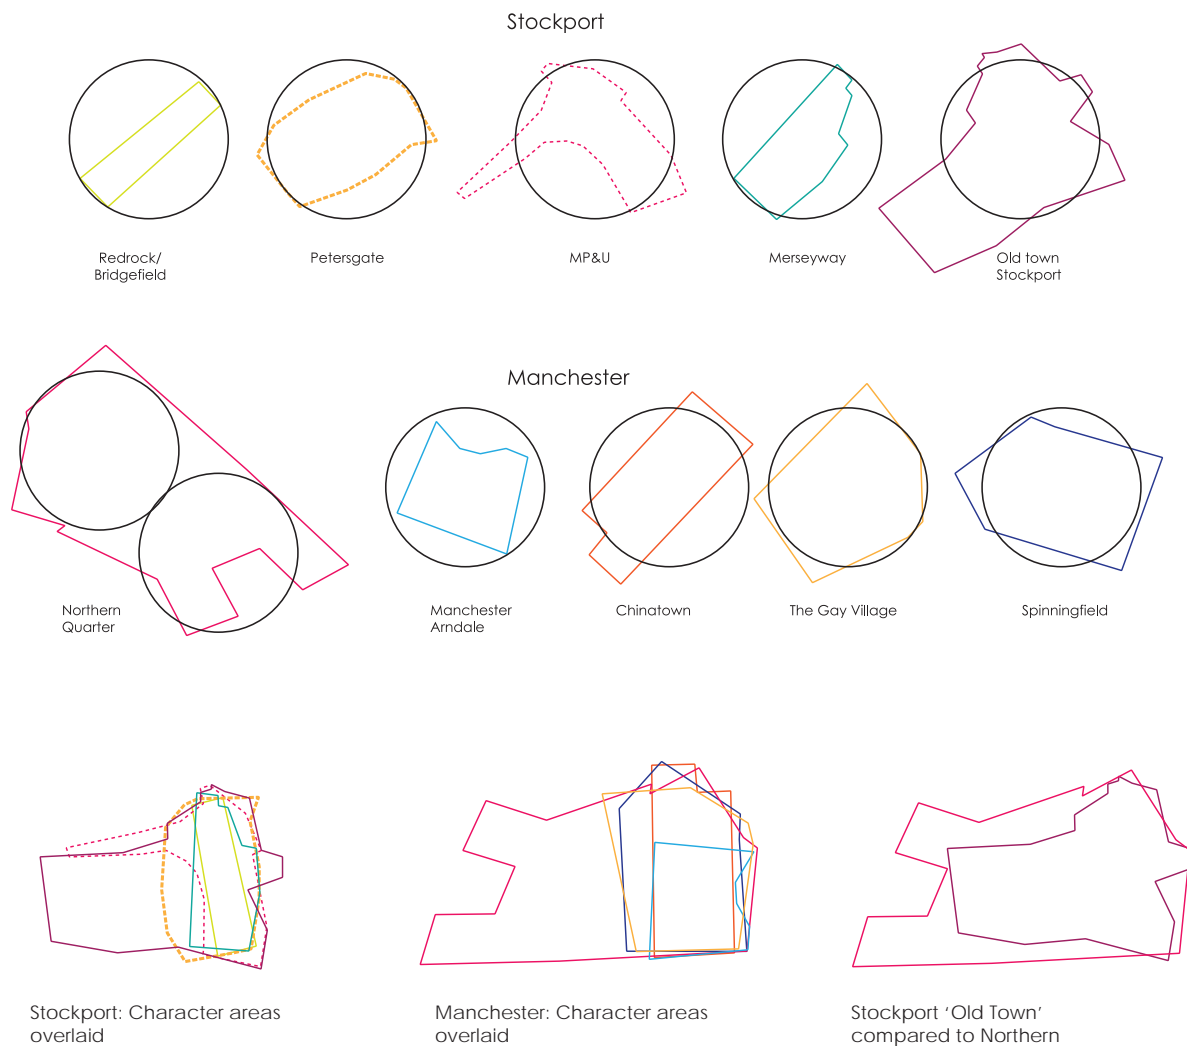 Stockport
Redrock/
Bridgefield
Petersgate
MP&U
Merseyway
Old town
Stockport
Manchester
Northern
Quarter
Manchester
Arndale
Chinatown
The Gay Village
Spinningfield
Stockport: Character areas
overlaid
Manchester: Character areas
overlaid
Stockport ‘Old Town’
compared to Northern